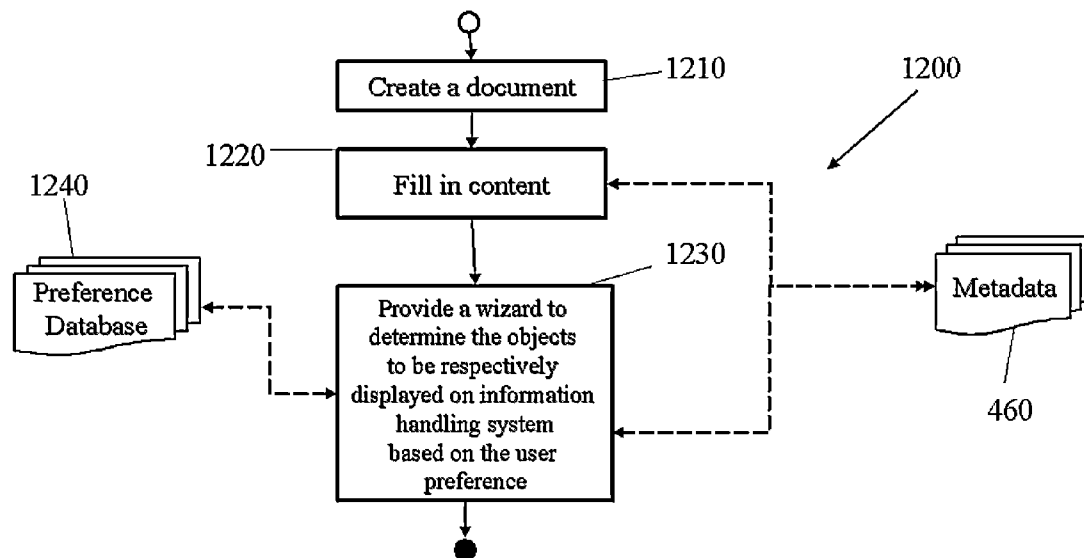 1210
1200
Create a document
1220
Fill in content
1240
1230
Preference
Database
Provide a wizard to
determine the objects
to be respectively
displayed on information
handling system
based on the user
preference
Metadata
460